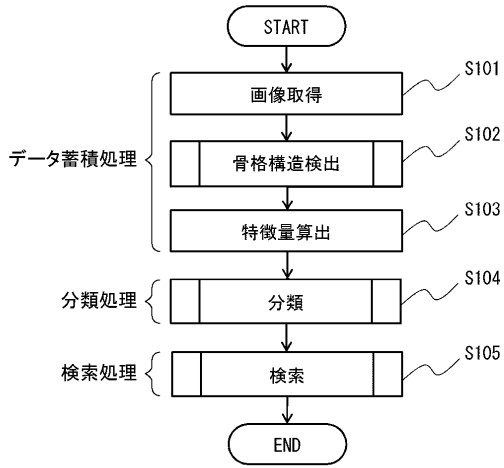 START
画像取得
S101
骨格構造検出
S102
データ蓄積処理
特徴量算出
S103
分類処理
分類
S104
検索処理
検索
S105
END